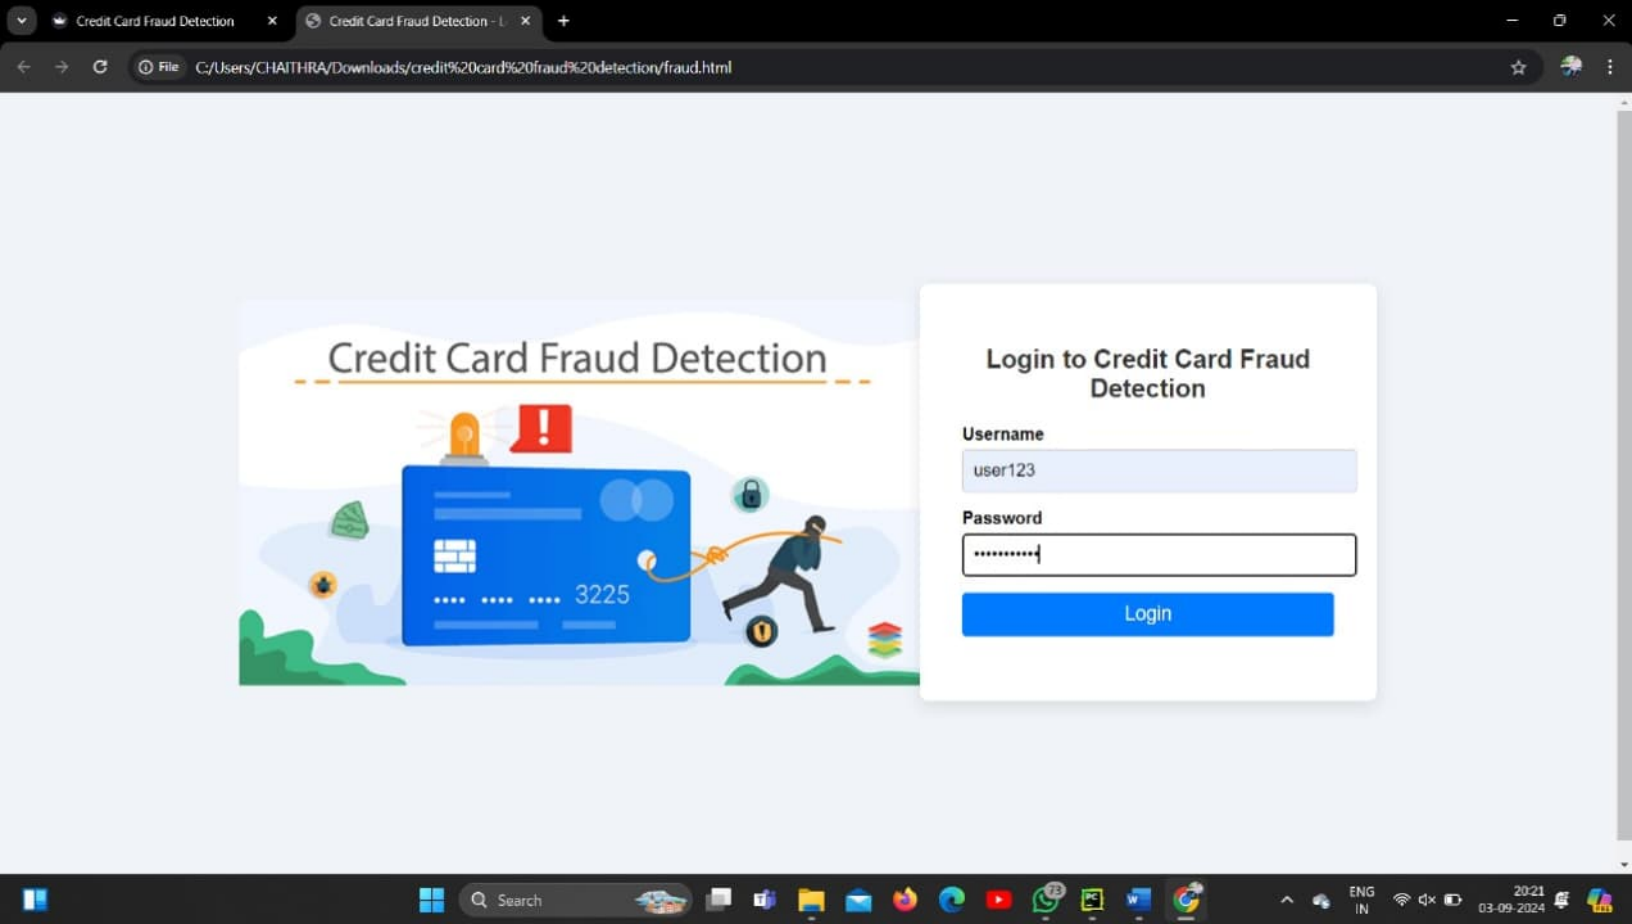 Credit Card Fraud Detection
Credit Card Fraud Detection - L
File
C:/Users/CHAITHRA/Downloads/credit%20card%20fraud%20detection/fraud.html
Credit Card Fraud Detection
3225
Login to Credit Card Fraud
Detection
Username
user123
Password
•••••••••••
Login
Search
73
PC
W
ENG
IN
20:21
03-09-2024